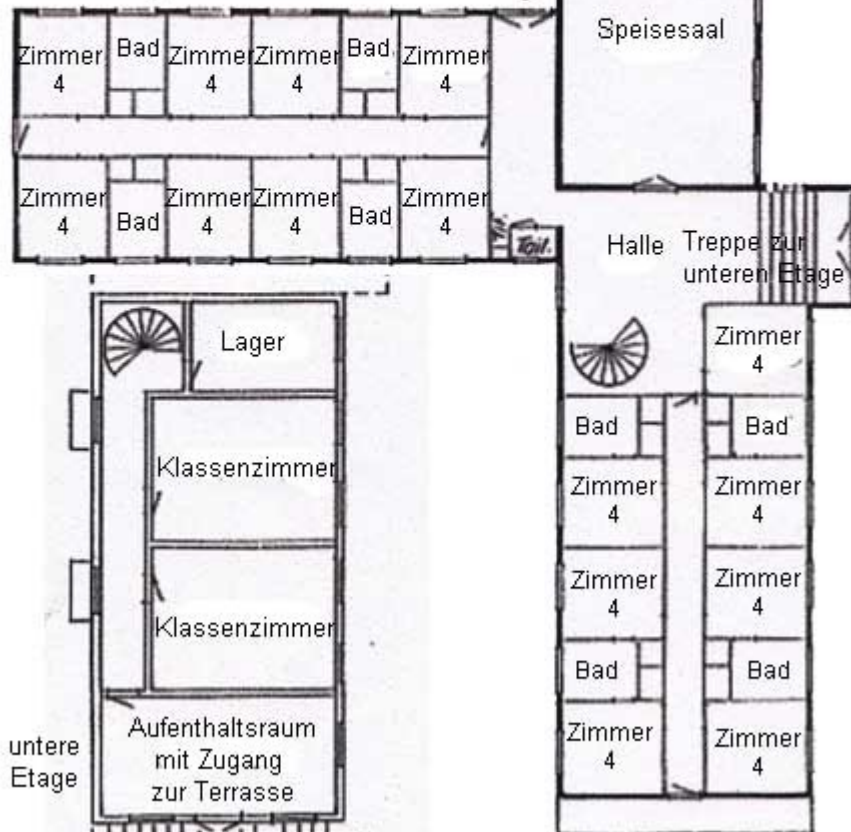 Speisesaal
Zimmer
4
Bad
Zimmer
4
Zimmer
4
Bad
Zimmer
4
Zimmer
4
Bad
Zimmer
4
Zimmer
4
Bad
Zimmer
4
Toil.
Halle
Treppe zur
unteren Etage
Zimmer
4
Bad
Bad
Zimmer
4
Zimmer
4
Zimmer
4
Zimmer
4
Bad
Bad
Zimmer
4
Zimmer
4
Lager
Klassenzimmer
Klassenzimmer
Aufenthaltsraum
mit Zugang
zur Terrasse
untere
Etage